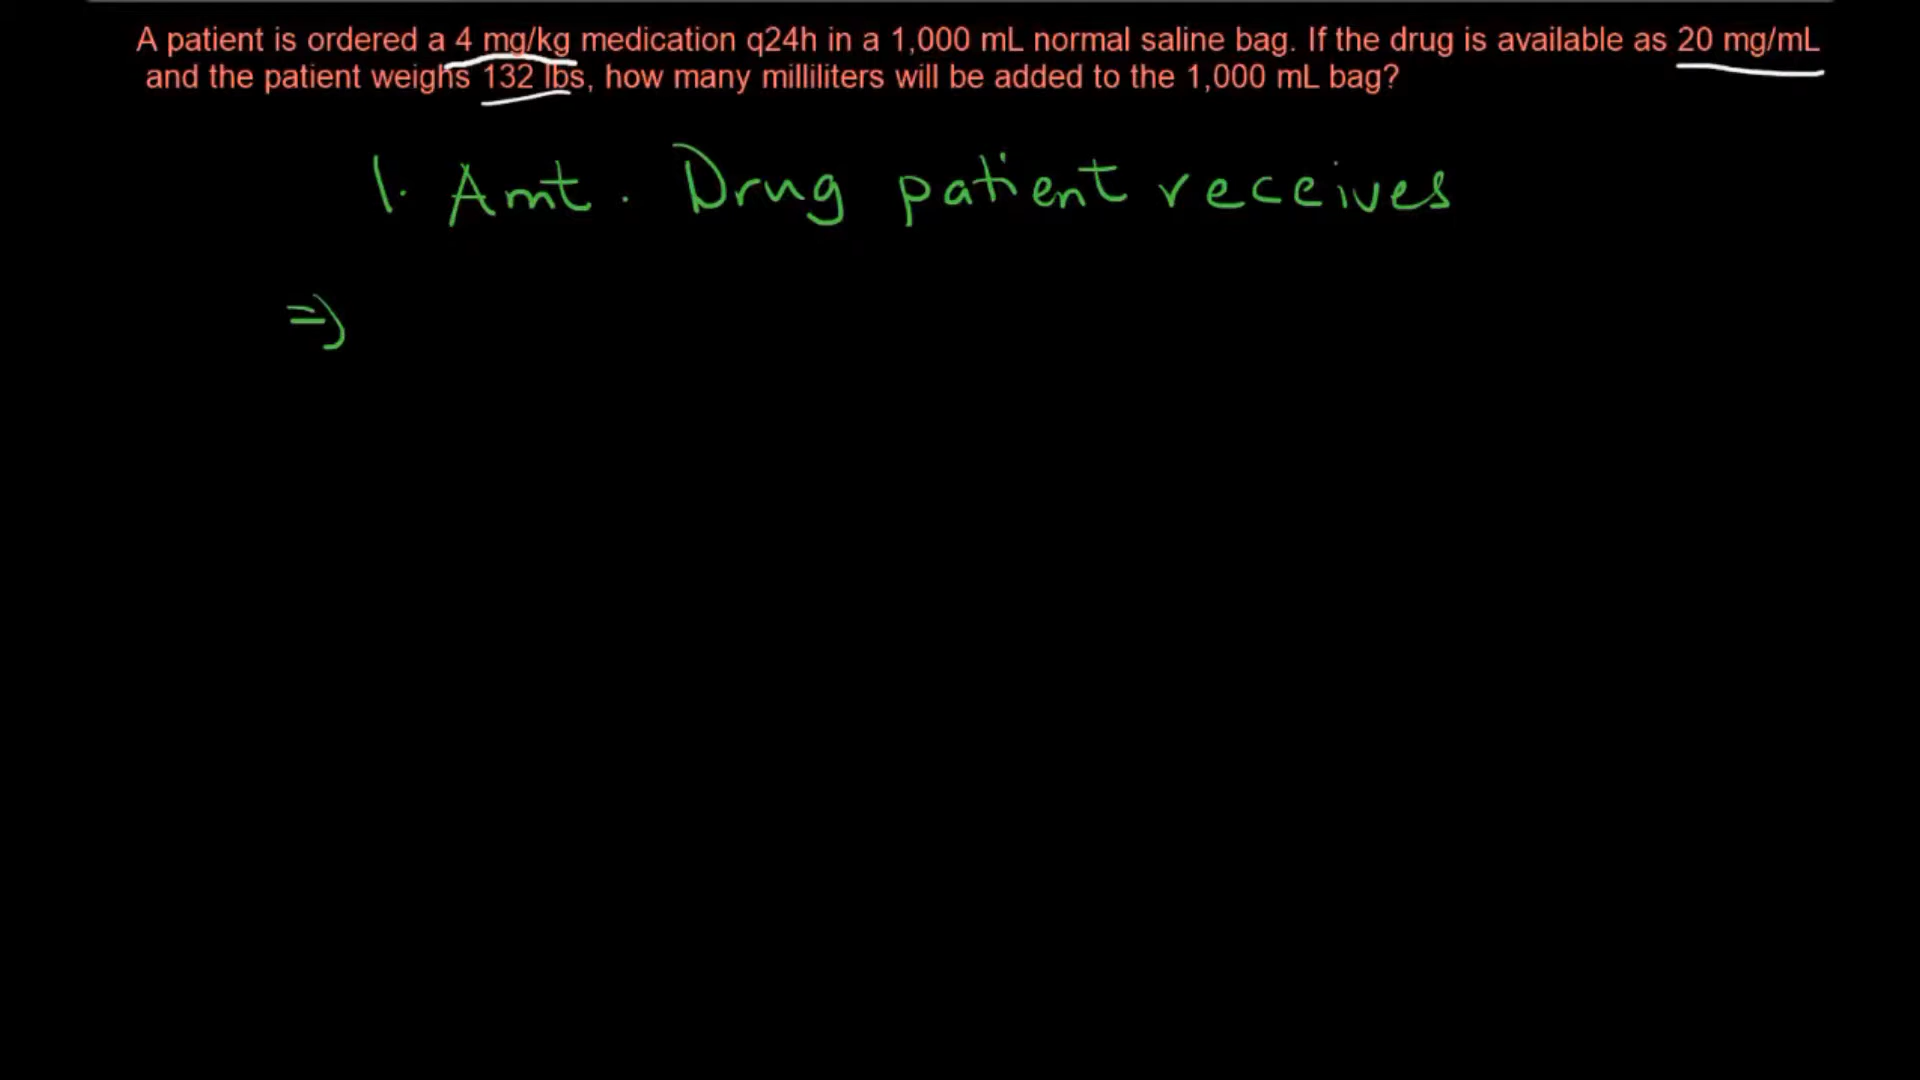 A patient is ordered a 4 mg/kg medication q24h in a 1,000 mL normal saline bag. If the drug is available as 20 mg/mL
and the patient weighs 132 lbs, how many milliliters will be added to the 1,000 mL bag?
1. Amt. Drug patient receives
⇒